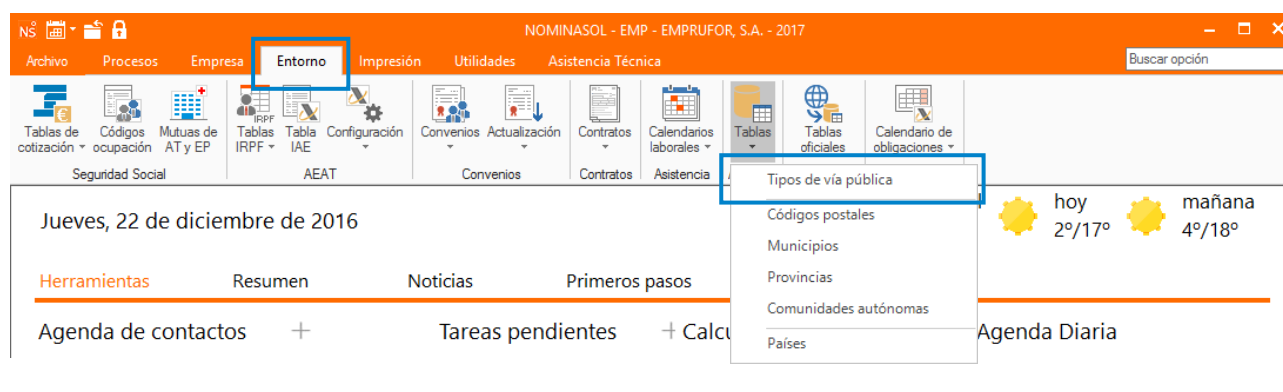 NS
NOMINASOL - EMP - EMPRUFOR, S.A. - 2017
Archivo Procesos Empresa Entorno Impresión Utilidades Asistencia Técnica Buscar opción
Tablas de cotización
Códigos ocupación
Mutuas de AT y EP
Tablas IRPF
Tabla IAE
Configuración
Convenios
Actualización
Contratos
Calendarios laborales
Tablas
Tablas oficiales
Calendario de obligaciones
Seguridad Social AEAT Convenios Contratos Asistencia
Tipos de vía pública
Códigos postales
Municipios
Provincias
Comunidades autónomas
Países
Jueves, 22 de diciembre de 2016
hoy
2º/17º
mañana
4º/18º
Herramientas Resumen Noticias Primeros pasos
Agenda de contactos + Tareas pendientes + Agenda Diaria